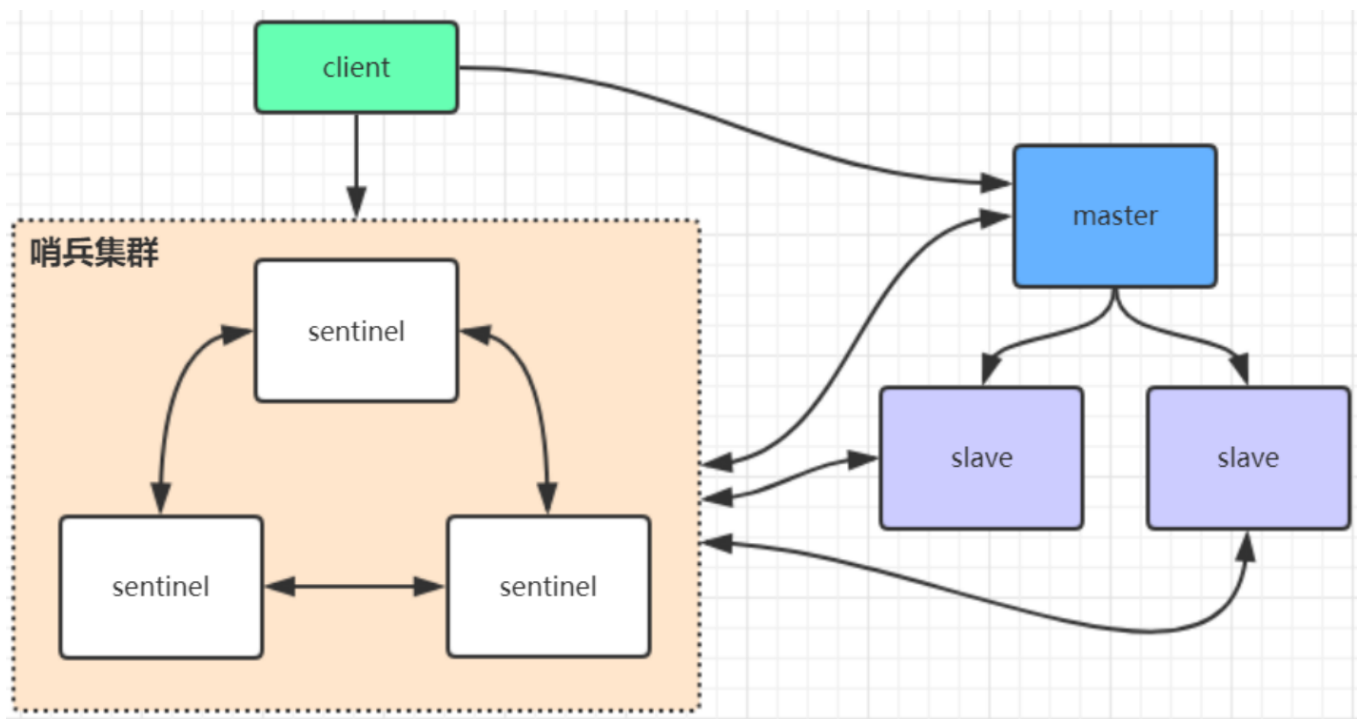 client
master
哨兵集群
sentinel
slave
slave
sentinel
sentinel